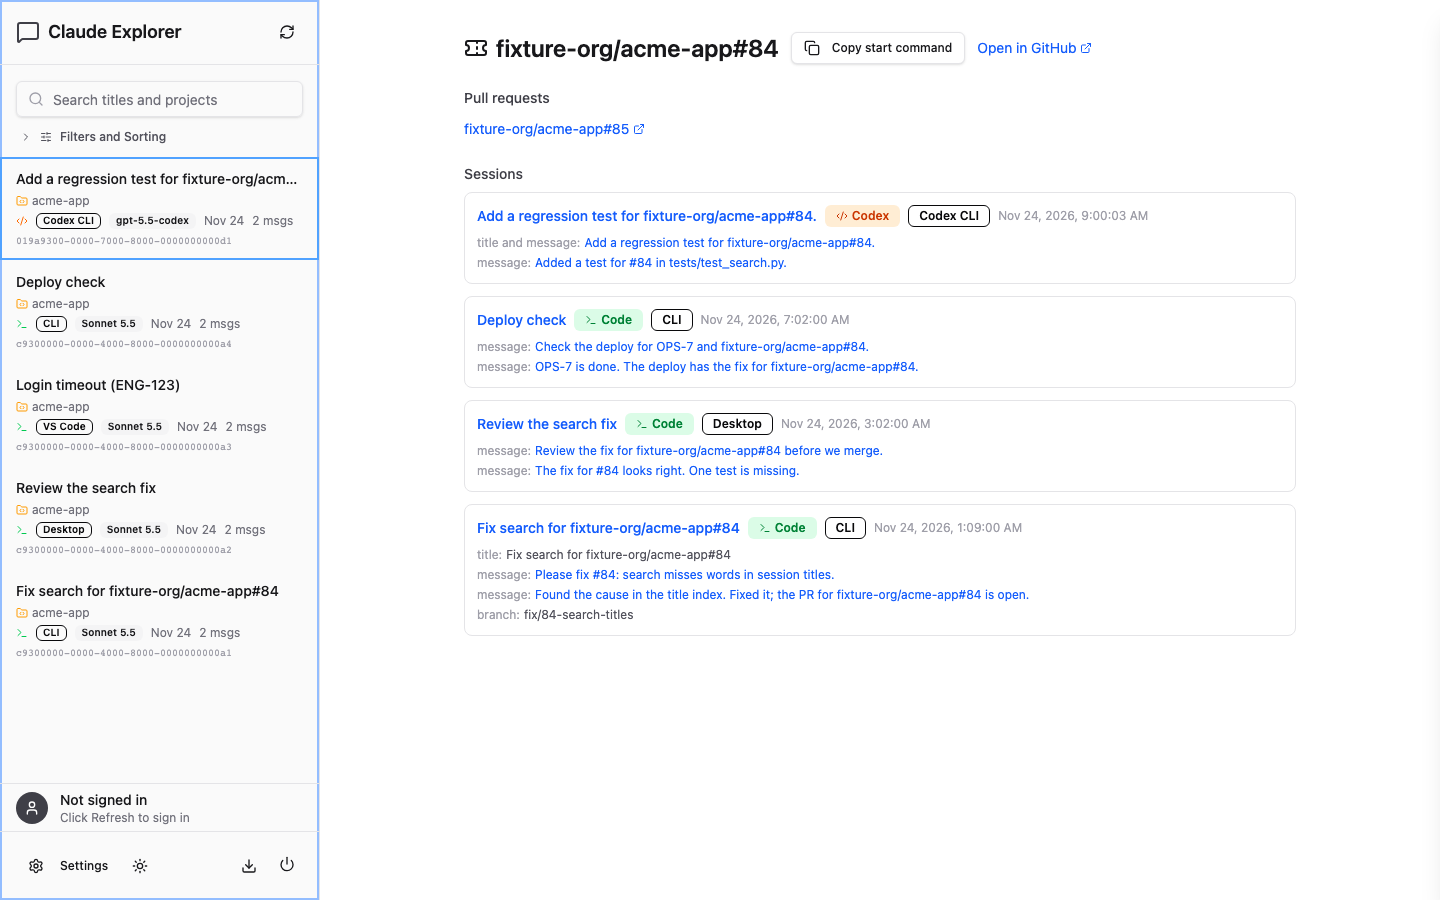 Claude Explorer
Search titles and projects
Filters and Sorting
Add a regression test for fixture-org/acm...
acme-app
Codex CLI gpt-5.5-codex Nov 24 2 msgs
019a9300-0000-7000-8000-0000000000d1
Deploy check
acme-app
CLI Sonnet 5.5 Nov 24 2 msgs
c9300000-0000-4000-8000-0000000000a4
Login timeout (ENG-123)
acme-app
VS Code Sonnet 5.5 Nov 24 2 msgs
c9300000-0000-4000-8000-0000000000a3
Review the search fix
acme-app
Desktop Sonnet 5.5 Nov 24 2 msgs
c9300000-0000-4000-8000-0000000000a2
Fix search for fixture-org/acme-app#84
acme-app
CLI Sonnet 5.5 Nov 24 2 msgs
c9300000-0000-4000-8000-0000000000a1
Not signed in
Click Refresh to sign in
Settings
fixture-org/acme-app#84 Copy start command Open in GitHub
Pull requests
fixture-org/acme-app#85
Sessions
Add a regression test for fixture-org/acme-app#84. Codex Codex CLI Nov 24, 2026, 9:00:03 AM
title and message: Add a regression test for fixture-org/acme-app#84.
message: Added a test for #84 in tests/test_search.py.
Deploy check Code CLI Nov 24, 2026, 7:02:00 AM
message: Check the deploy for OPS-7 and fixture-org/acme-app#84.
message: OPS-7 is done. The deploy has the fix for fixture-org/acme-app#84.
Review the search fix Code Desktop Nov 24, 2026, 3:02:00 AM
message: Review the fix for fixture-org/acme-app#84 before we merge.
message: The fix for #84 looks right. One test is missing.
Fix search for fixture-org/acme-app#84 Code CLI Nov 24, 2026, 1:09:00 AM
title: Fix search for fixture-org/acme-app#84
message: Please fix #84: search misses words in session titles.
message: Found the cause in the title index. Fixed it; the PR for fixture-org/acme-app#84 is open.
branch: fix/84-search-titles